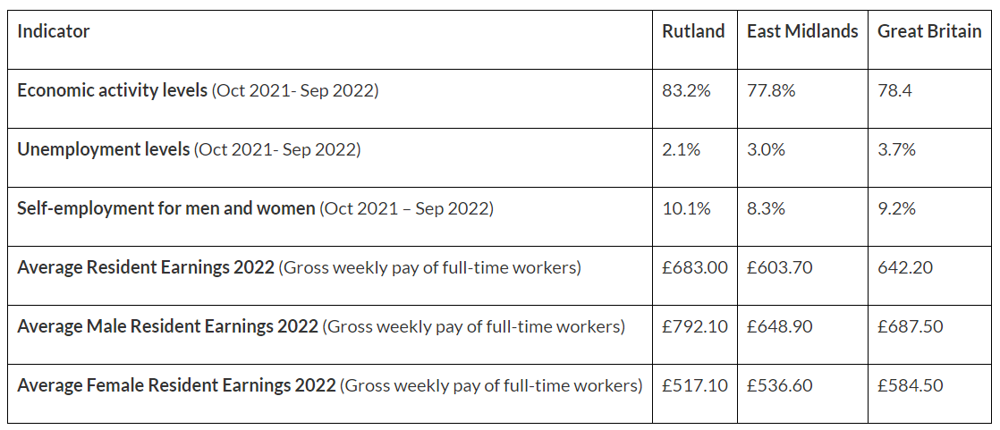 Indicator Rutland East Midlands Great Britain
Economic activity levels (Oct 2021- Sep 2022) 83.2% 77.8% 78.4
Unemployment levels (Oct 2021- Sep 2022) 2.1% 3.0% 3.7%
Self-employment for men and women (Oct 2021 – Sep 2022) 10.1% 8.3% 9.2%
Average Resident Earnings 2022 (Gross weekly pay of full-time workers) £683.00 £603.70 642.20
Average Male Resident Earnings 2022 (Gross weekly pay of full-time workers) £792.10 £648.90 £687.50
Average Female Resident Earnings 2022 (Gross weekly pay of full-time workers) £517.10 £536.60 £584.50